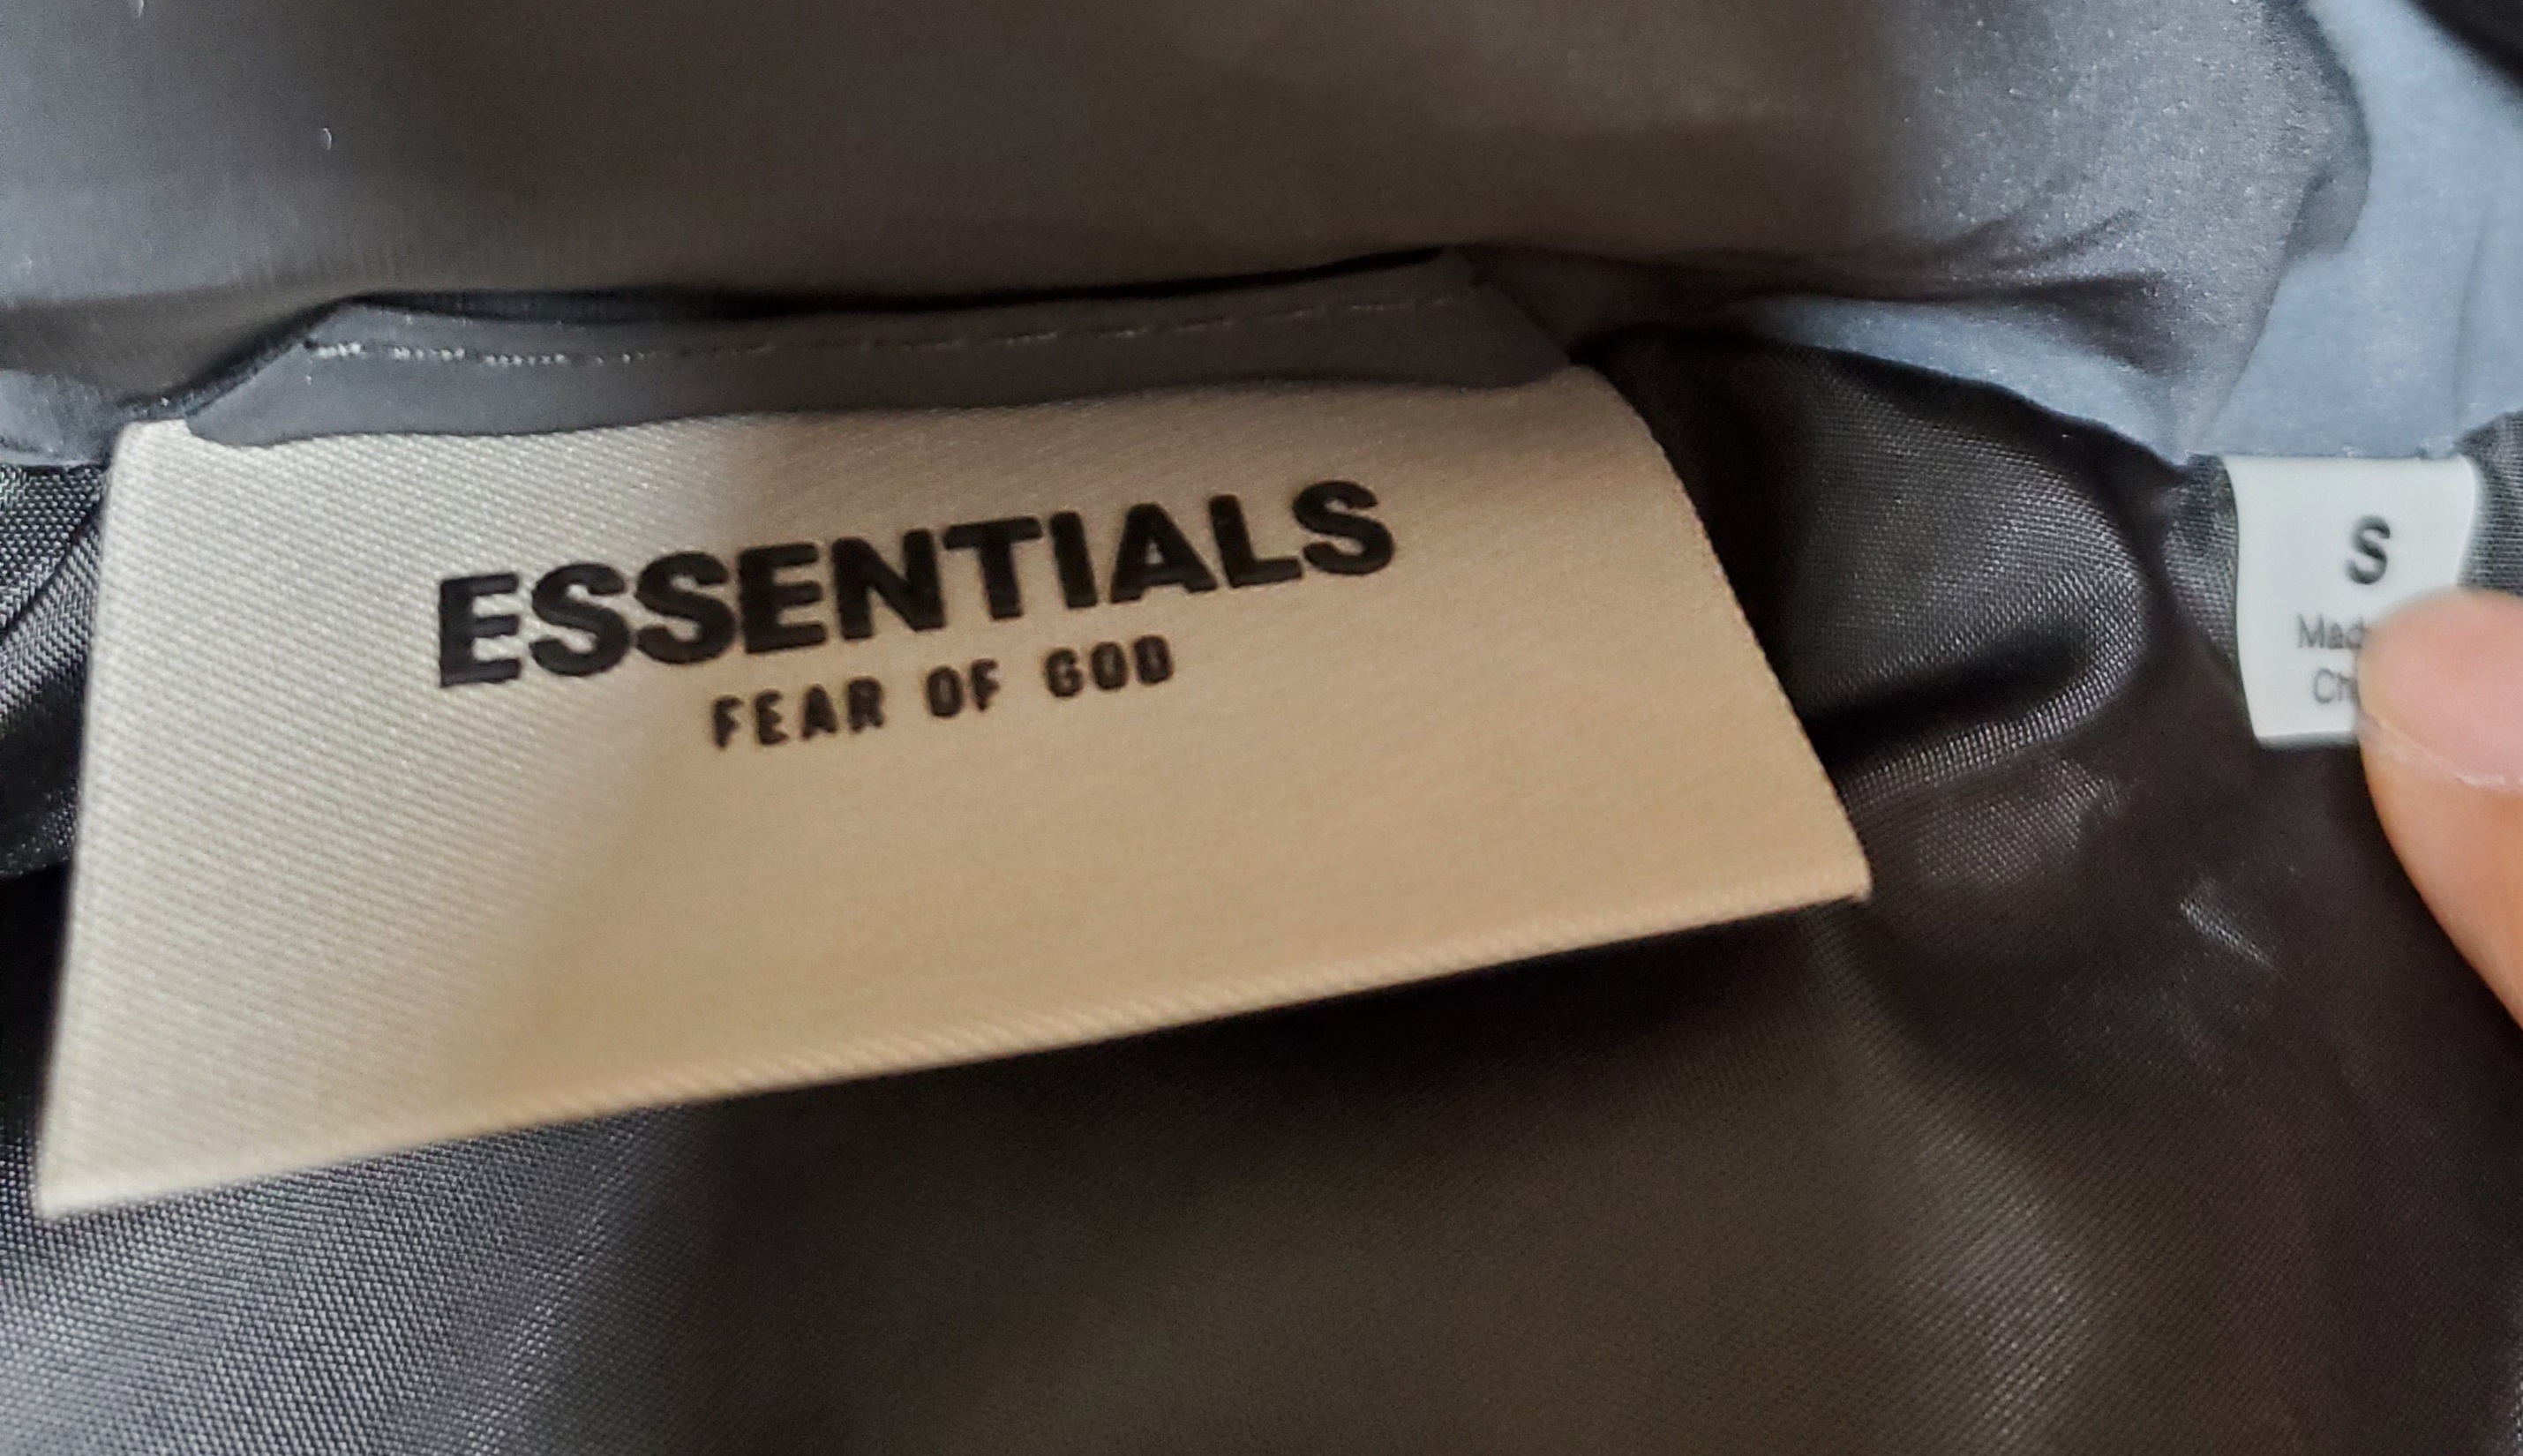 ESSENTIALS
FEAR OF GOD
S